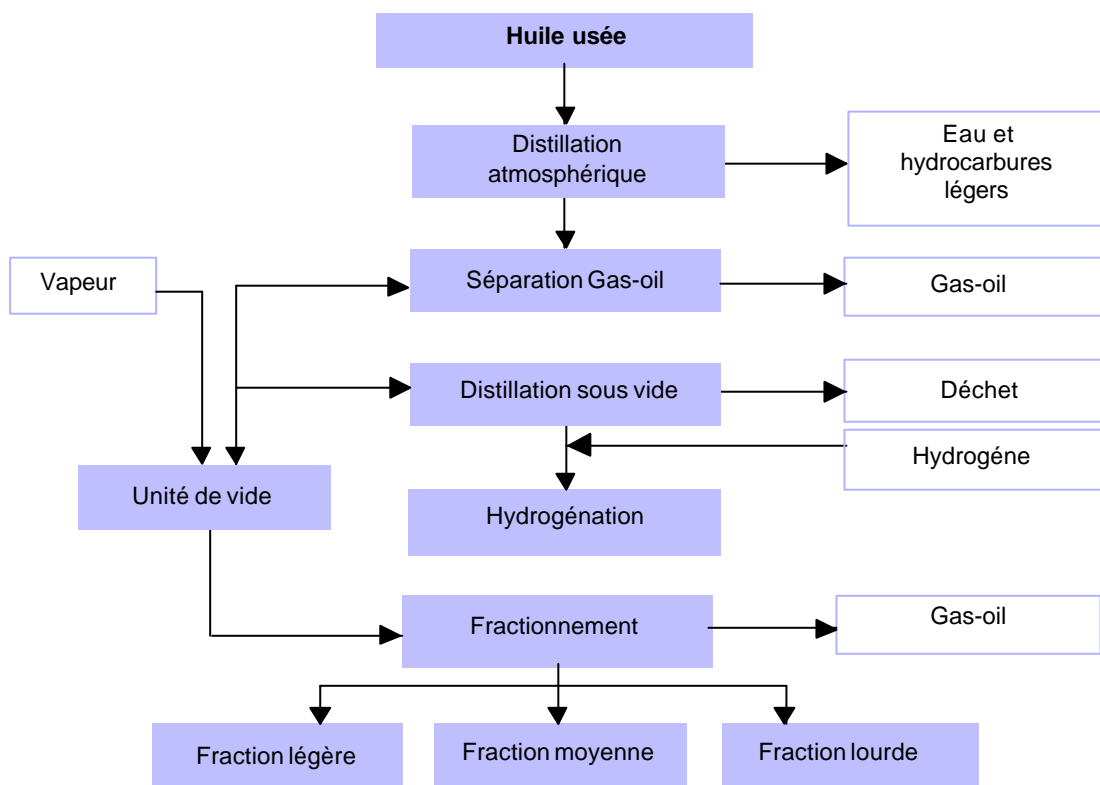 Huile usée
Distillation
atmosphérique
Eau et
hydrocarbures
légers
Vapeur
Séparation Gas-oil
Gas-oil
Distillation sous vide
Déchet
Hydrogéne
Unité de vide
Hydrogénation
Fractionnement
Gas-oil
Fraction légère
Fraction moyenne
Fraction lourde